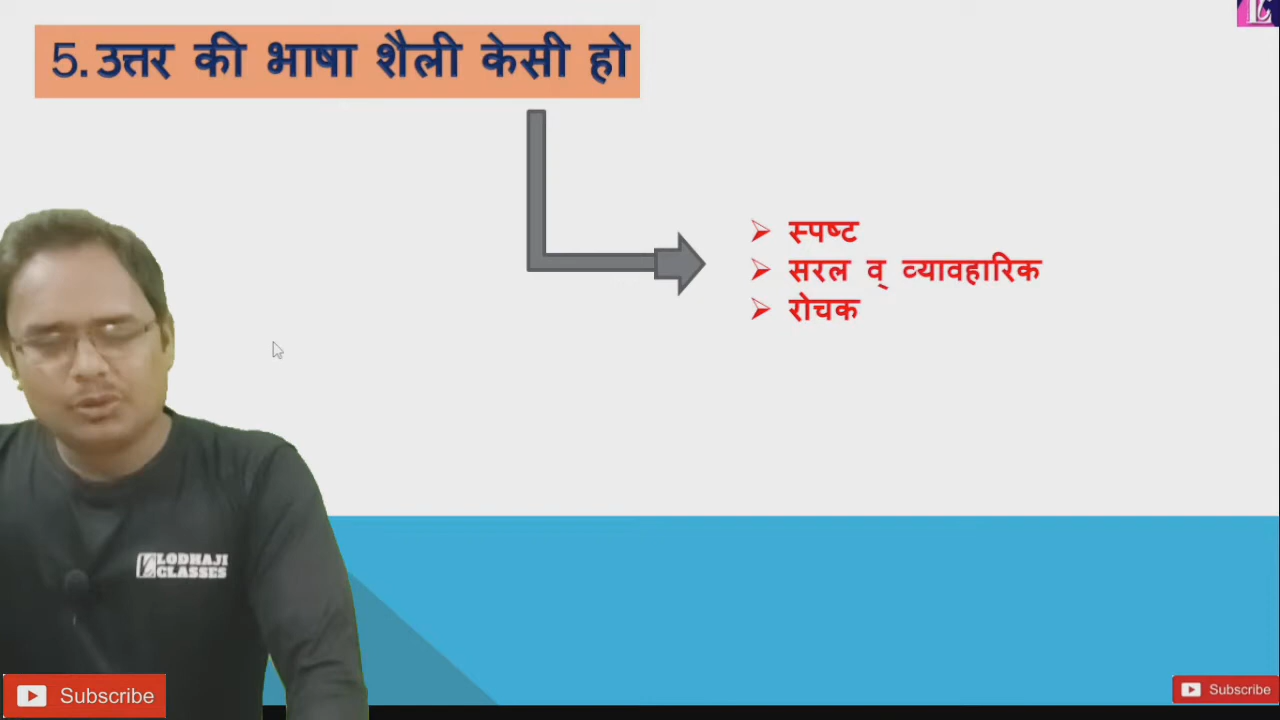 5. उत्तर की भाषा शैली केसी हो
स्पष्ट
सरल व् व्यावहारिक
रोचक
LODHAJI
CLASSES
Subscribe
Subscribe